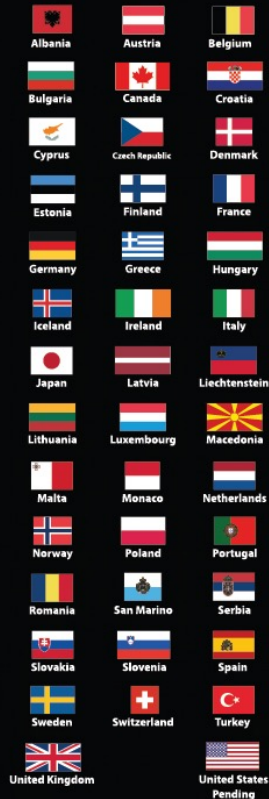 Albania
Austria
Belgium
Bulgaria
Canada
Croatia
Cyprus
Czech Republic
Denmark
Estonia
Finland
France
Germany
Greece
Hungary
Iceland
Ireland
Italy
Japan
Latvia
Liechtenstein
Lithuania
Luxembourg
Macedonia
Malta
Monaco
Netherlands
Norway
Poland
Portugal
Romania
San Marino
Serbia
Slovakia
Slovenia
Spain
Sweden
Switzerland
Turkey
United Kingdom
United States
Pending